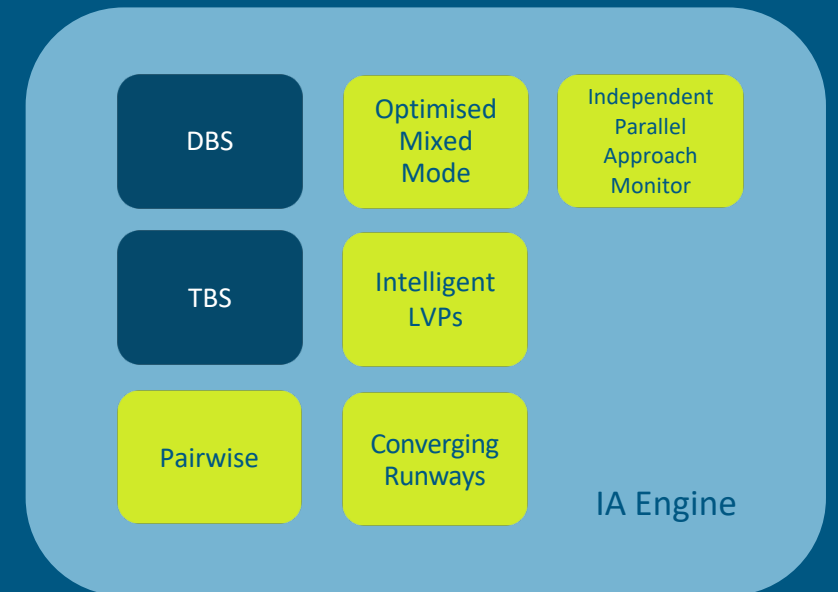 DBS
Optimised
Mixed
Mode
Independent
Parallel
Approach
Monitor
TBS
Intelligent
LVPs
Pairwise
Converging
Runways
IA Engine